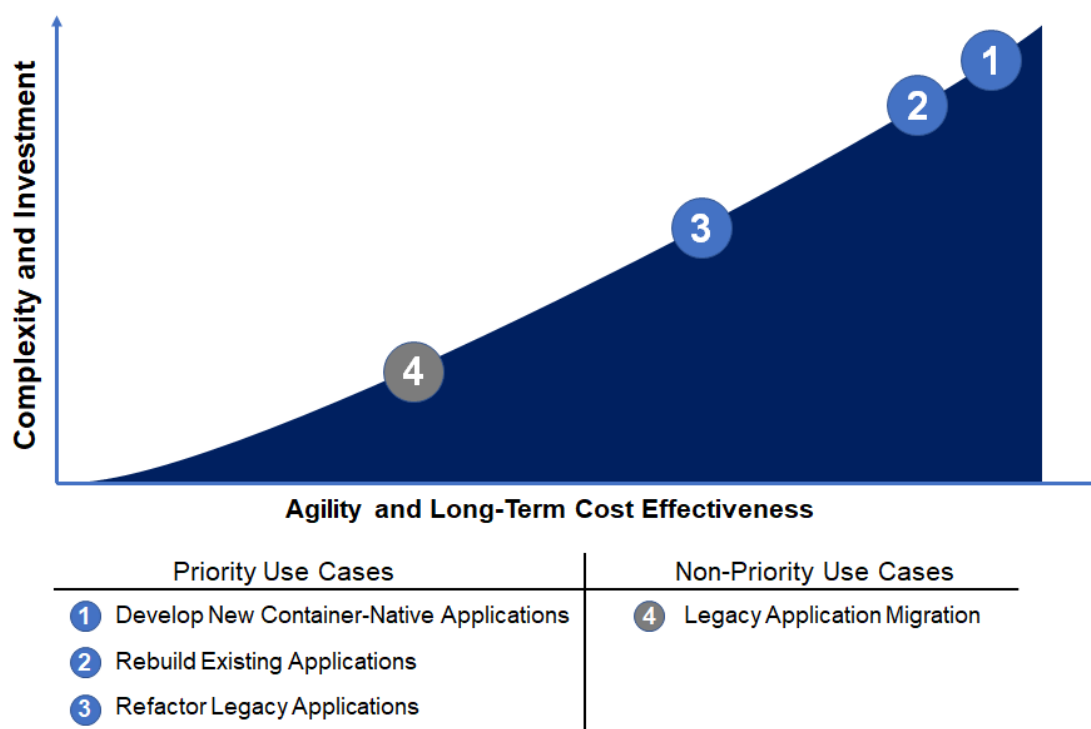 Complexity and Investment
1
2
3
4
Agility and Long-Term Cost Effectiveness
Priority Use Cases
Non-Priority Use Cases
1 Develop New Container-Native Applications
4 Legacy Application Migration
2 Rebuild Existing Applications
3 Refactor Legacy Applications